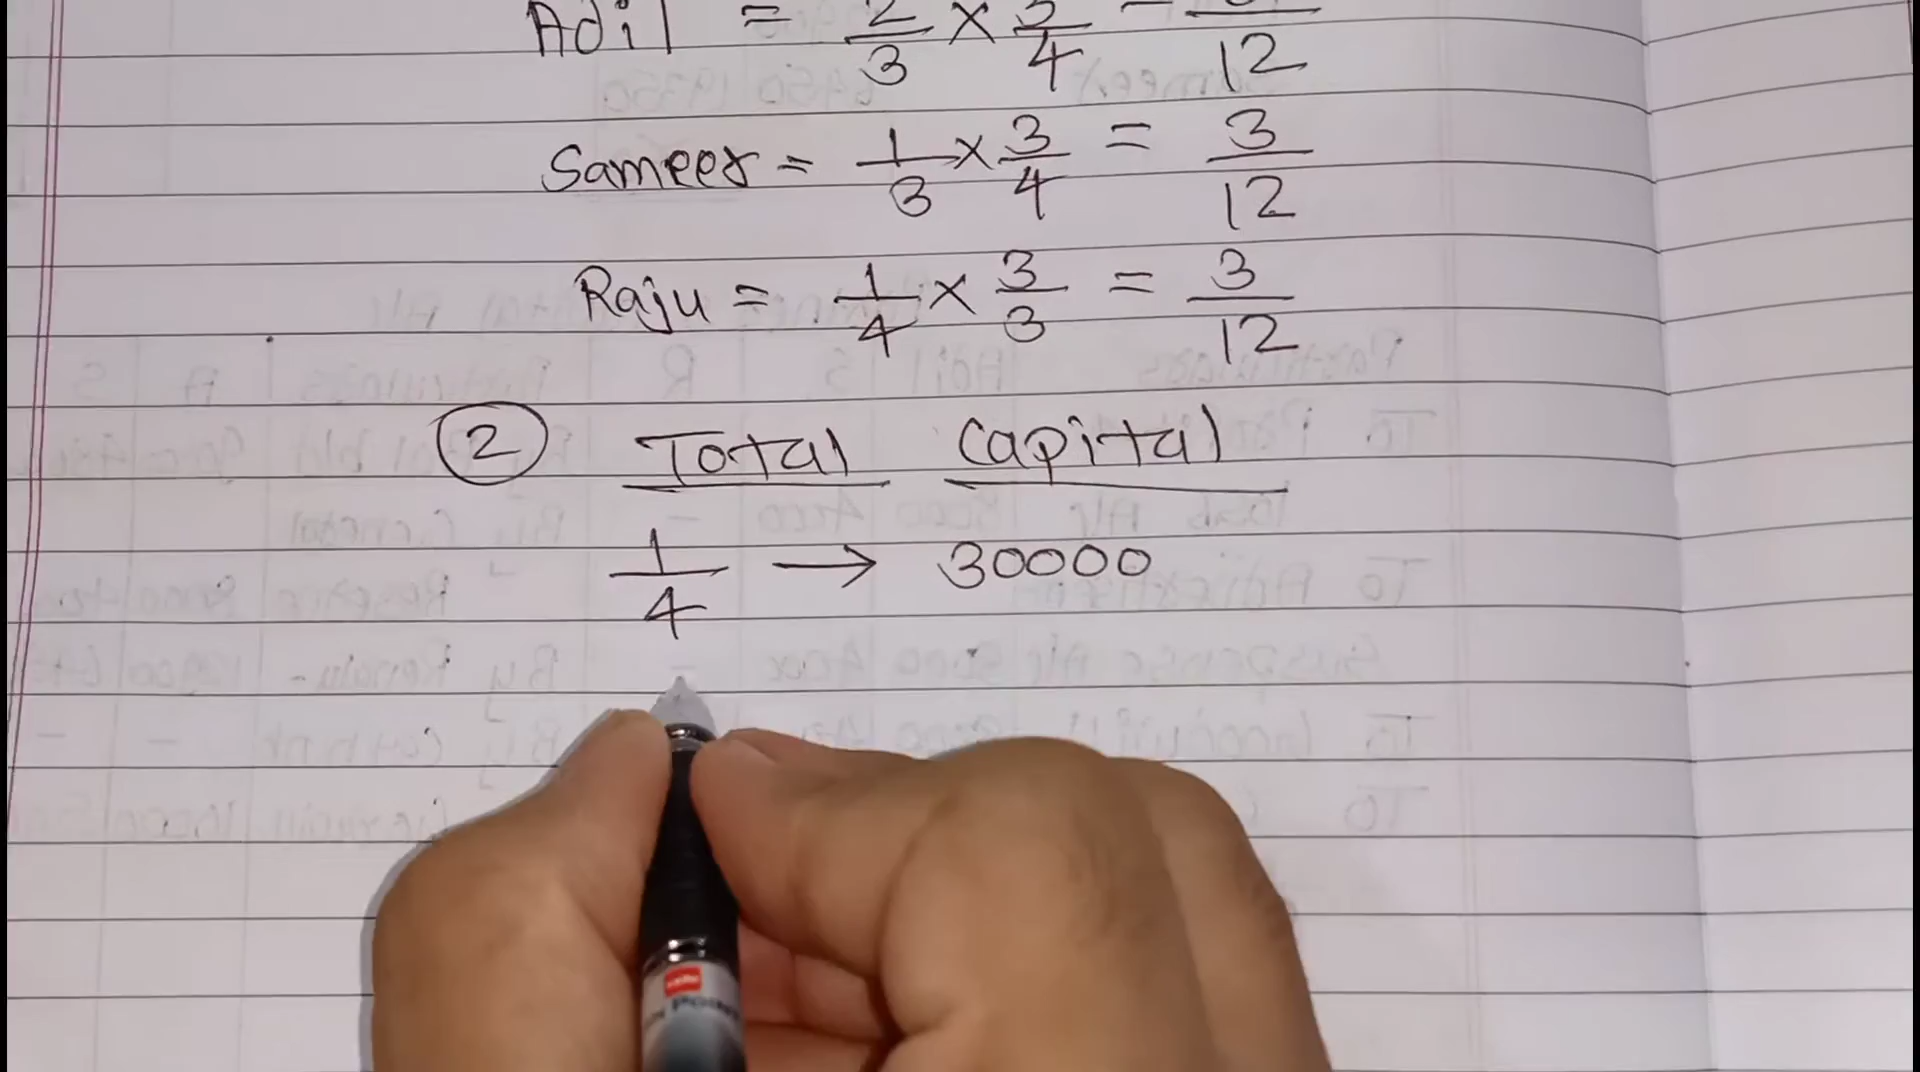 Adil = 2/3 × 3/4 = /12
Sameer = 1/3 × 3/4 = 3/12
Raju = 1/4 × 3/3 = 3/12
② Total Capital
1/4 → 30000
cello